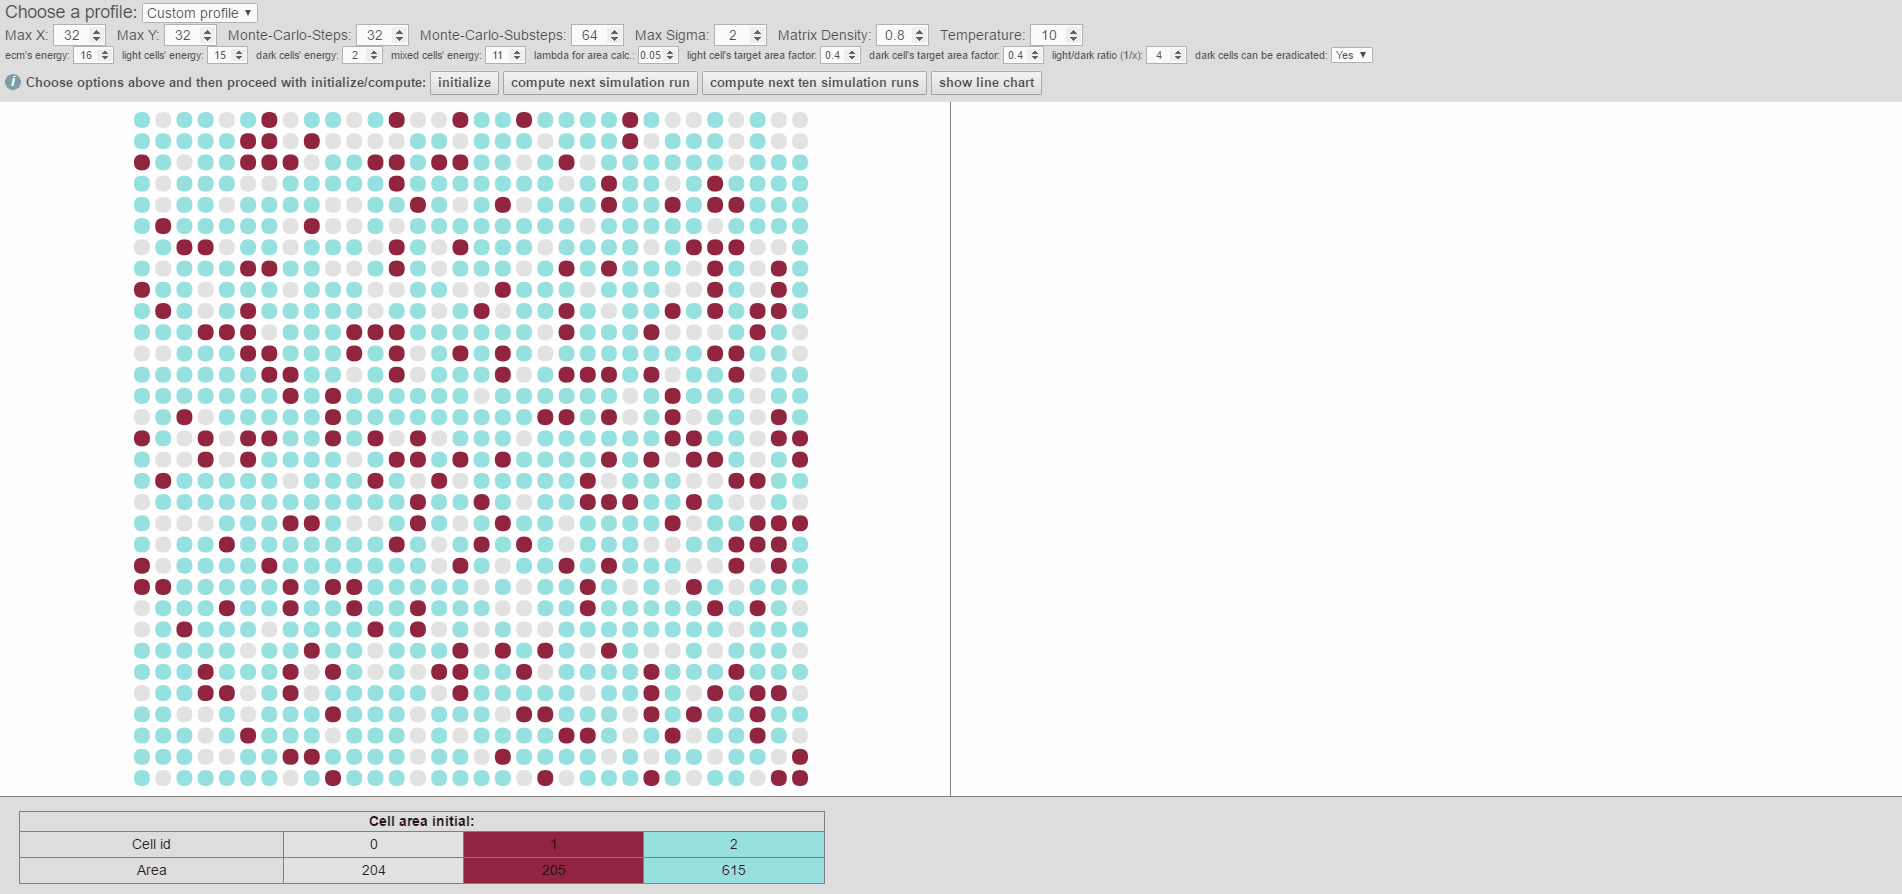 Choose a profile: Custom profile
Max X: 32 Max Y: 32 Monte-Carlo-Steps: 32 Monte-Carlo-Substeps: 64 Max Sigma: 2 Matrix Density: 0.8 Temperature: 10
ecm's energy: 16 light cells' energy: 15 dark cells' energy: 2 mixed cells' energy: 11 lambda for area calc.: 0.05 light cell's target area factor: 0.4 dark cell's target area factor: 0.4 light/dark ratio (1/x): 4 dark cells can be eradicated: Yes
i Choose options above and then proceed with initialize/compute: initialize compute next simulation run compute next ten simulation runs show line chart
Cell area initial:
Cell id 0 1 2
Area 204 205 615